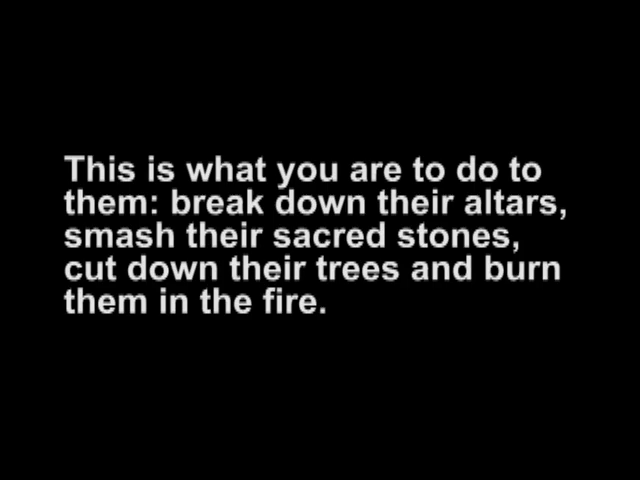 This is what you are to do to
them: break down their altars,
smash their sacred stones,
cut down their trees and burn
them in the fire.